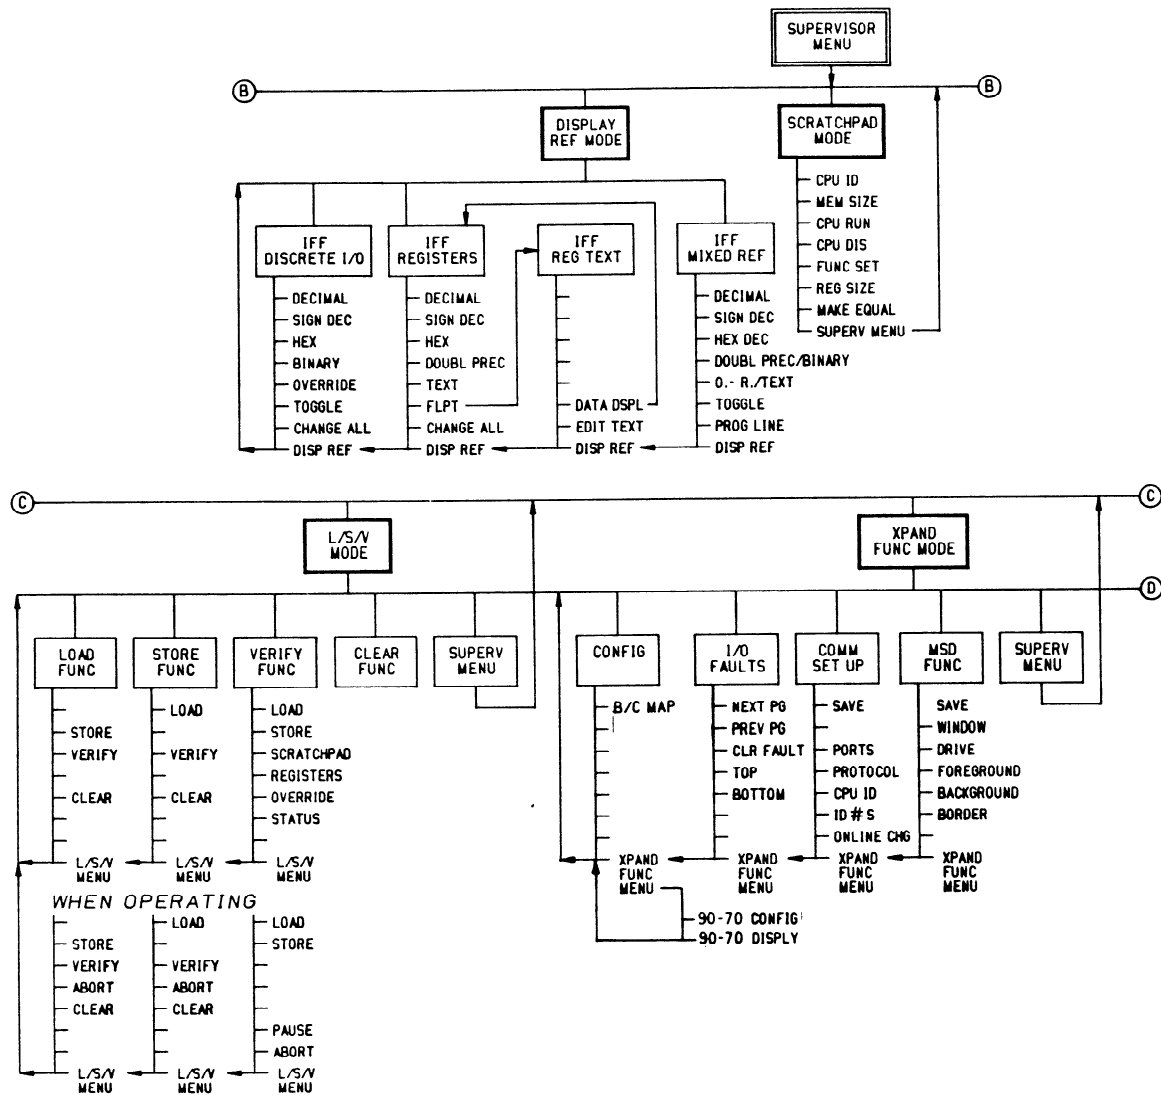 SUPERVISOR
MENU
B
B
DISPLAY
REF MODE
SCRATCHPAD
MODE
CPU ID
MEM SIZE
CPU RUN
CPU DIS
FUNC SET
REG SIZE
MAKE EQUAL
SUPERV MENU
IFF
DISCRETE I/O
DECIMAL
SIGN DEC
HEX
BINARY
OVERRIDE
TOGGLE
CHANGE ALL
DISP REF
IFF
REGISTERS
DECIMAL
SIGN DEC
HEX
DOUBL PREC
TEXT
FLPT
CHANGE ALL
DISP REF
IFF
REG TEXT
DATA DSPL
EDIT TEXT
DISP REF
IFF
MIXED REF
DECIMAL
SIGN DEC
HEX DEC
DOUBL PREC/BINARY
O.- R./TEXT
TOGGLE
PROG LINE
DISP REF
C
C
L/S/V
MODE
XPAND
FUNC MODE
D
LOAD
FUNC
STORE
VERIFY
CLEAR
L/S/V
MENU
STORE
FUNC
LOAD
VERIFY
CLEAR
L/S/V
MENU
VERIFY
FUNC
LOAD
STORE
SCRATCHPAD
REGISTERS
OVERRIDE
STATUS
L/S/V
MENU
CLEAR
FUNC
SUPERV
MENU
CONFIG
B/C MAP
XPAND
FUNC
MENU
90-70 CONFIG
90-70 DISPLY
I/O
FAULTS
NEXT PG
PREV PG
CLR FAULT
TOP
BOTTOM
XPAND
FUNC
MENU
COMM
SET UP
SAVE
PORTS
PROTOCOL
CPU ID
ID # S
ONLINE CHG
XPAND
FUNC
MENU
MSD
FUNC
SAVE
WINDOW
DRIVE
FOREGROUND
BACKGROUND
BORDER
XPAND
FUNC
MENU
SUPERV
MENU
WHEN OPERATING
STORE
VERIFY
ABORT
CLEAR
L/S/V
MENU
LOAD
VERIFY
ABORT
CLEAR
L/S/V
MENU
LOAD
STORE
PAUSE
ABORT
L/S/V
MENU